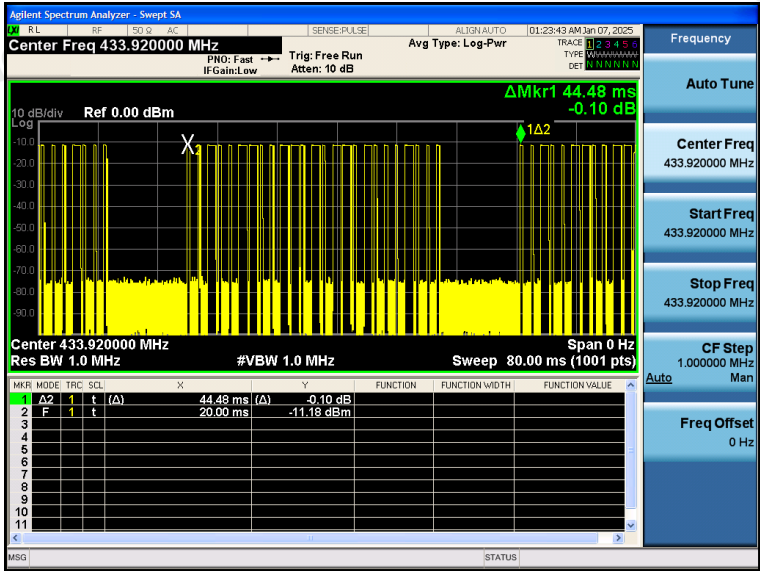 Agilent Spectrum Analyzer - Swept SA
LXI RL RF 50 Ω AC SENSE:PULSE ALIGN AUTO 01:23:43 AM Jan 07, 2025
Center Freq 433.920000 MHz
PNO: Fast
IFGain:Low
Trig: Free Run
Atten: 10 dB
Avg Type: Log-Pwr
TRACE 1 2 3 4 5 6
TYPE
DET N N N N N N
ΔMkr1 44.48 ms
-0.10 dB
10 dB/div Ref 0.00 dBm
Log
-10.0
-20.0
-30.0
-40.0
-50.0
-60.0
-70.0
-80.0
-90.0
X2
1Δ2
Center 433.920000 MHz Span 0 Hz
Res BW 1.0 MHz #VBW 1.0 MHz Sweep 80.00 ms (1001 pts)
MKR MODE TRC SCL X Y FUNCTION FUNCTION WIDTH FUNCTION VALUE
1 Δ2 1 t (Δ) 44.48 ms (Δ) -0.10 dB
2 F 1 t 20.00 ms -11.18 dBm
3
4
5
6
7
8
9
10
11
MSG STATUS
Frequency
Auto Tune
Center Freq
433.920000 MHz
Start Freq
433.920000 MHz
Stop Freq
433.920000 MHz
CF Step
1.000000 MHz
Auto Man
Freq Offset
0 Hz